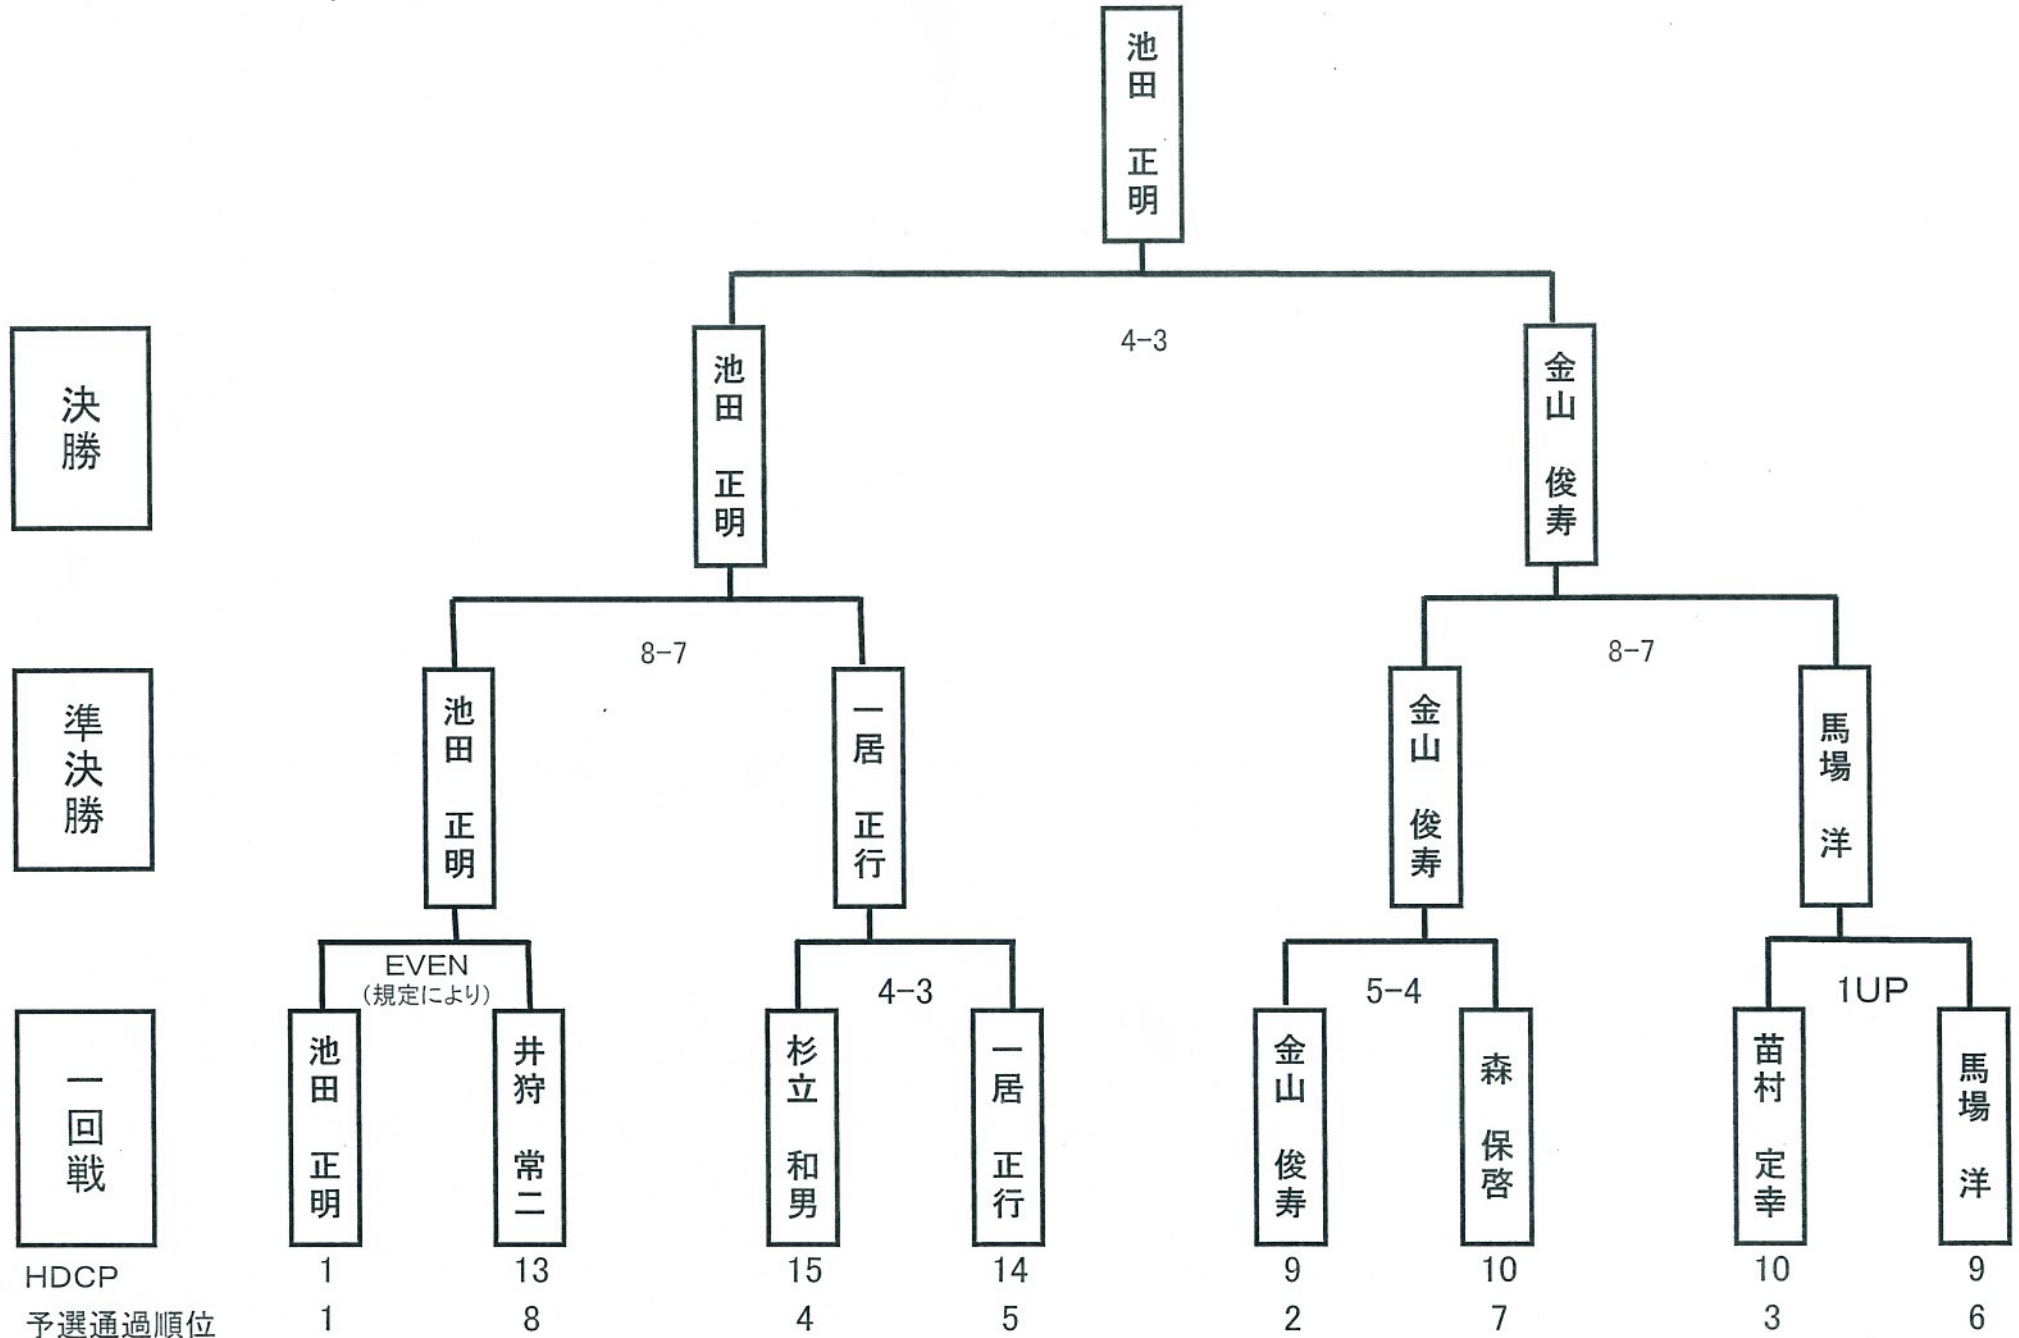 池田 正明
決勝
池田 正明
4-3
金山 俊寿
準決勝
8-7
8-7
池田 正明
一居 正行
金山 俊寿
馬場 洋
一回戦
EVEN
(規定により)
4-3
5-4
1UP
池田 正明
井狩 常二
杉立 和男
一居 正行
金山 俊寿
森 保啓
苗村 定幸
馬場 洋
HDCP 1 13 15 14 9 10 10 9
予選通過順位 1 8 4 5 2 7 3 6